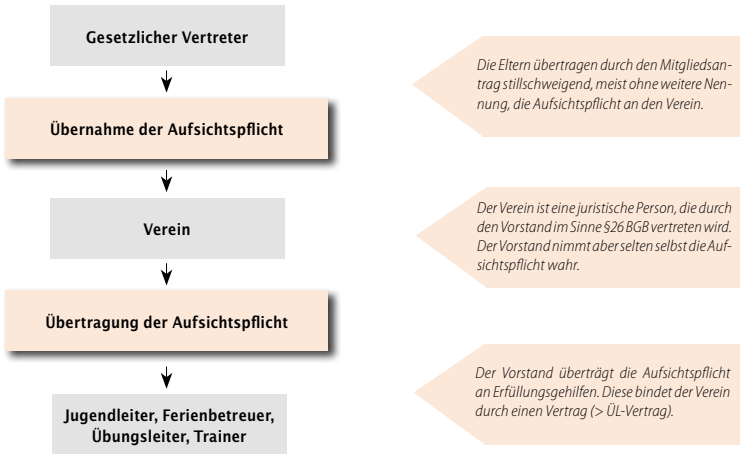 Gesetzlicher Vertreter
Die Eltern übertragen durch den Mitgliedsan-
trag stillschweigend, meist ohne weitere Nen-
nung, die Aufsichtspflicht an den Verein.
Übernahme der Aufsichtspflicht
Verein
Der Verein ist eine juristische Person, die durch
den Vorstand im Sinne §26 BGB vertreten wird.
Der Vorstand nimmt aber selten selbst die Auf-
sichtspflicht wahr.
Übertragung der Aufsichtspflicht
Der Vorstand überträgt die Aufsichtspflicht
an Erfüllungsgehilfen. Diese bindet der Verein
durch einen Vertrag (> ÜL-Vertrag).
Jugendleiter, Ferienbetreuer,
Übungsleiter, Trainer